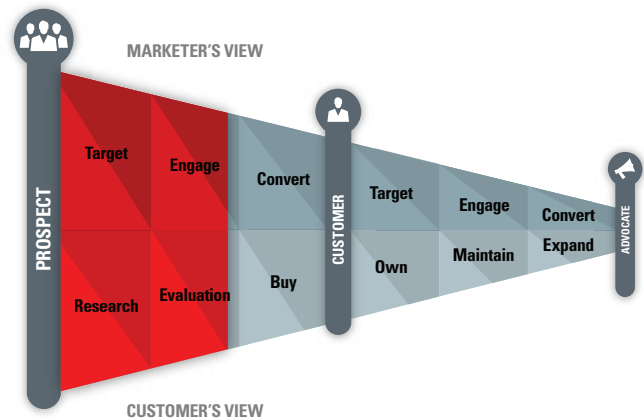 MARKETER'S VIEW
PROSPECT
Target
Engage
Convert
CUSTOMER
Target
Engage
Convert
ADVOCATE
Research
Evaluation
Buy
Own
Maintain
Expand
CUSTOMER'S VIEW